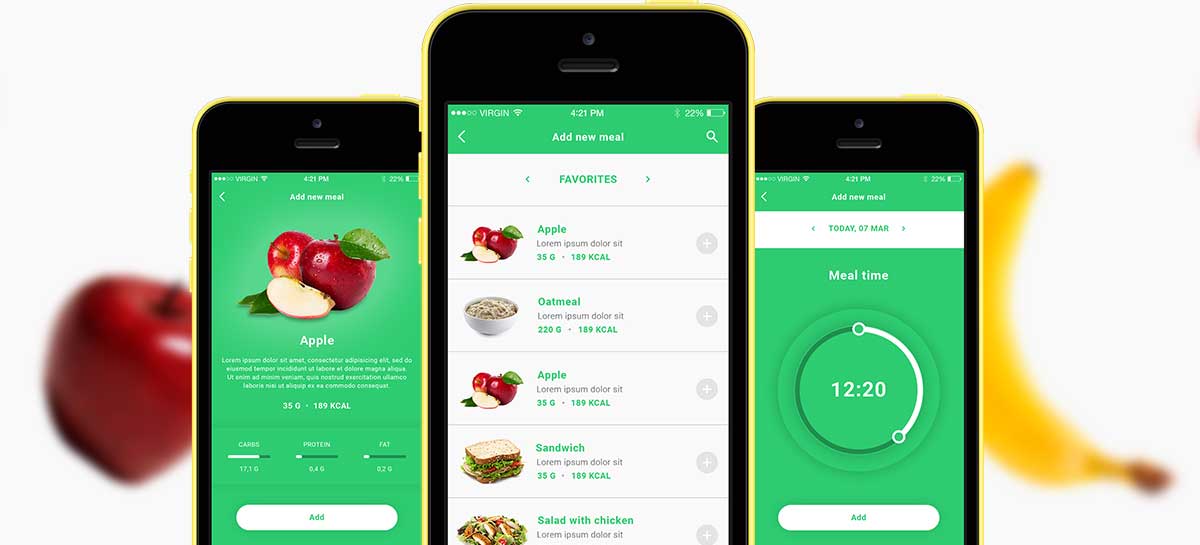 VIRGIN 4:21 PM 22%
Add new meal
Apple
Lorem ipsum dolor sit amet, consectetur adipisicing elit, sed do
eiusmod tempor incididunt ut labore et dolore magna aliqua.
Ut enim ad minim veniam, quis nostrud exercitation ullamco
laboris nisi ut aliquip ex ea commodo consequat.
35 G • 189 KCAL
CARBS PROTEIN FAT
17,1 G 0,4 G 0,2 G
Add
VIRGIN 4:21 PM 22%
Add new meal
FAVORITES
Apple
Lorem ipsum dolor sit
35 G • 189 KCAL
Oatmeal
Lorem ipsum dolor sit
220 G • 189 KCAL
Apple
Lorem ipsum dolor sit
35 G • 189 KCAL
Sandwich
Lorem ipsum dolor sit
35 G • 189 KCAL
Salad with chicken
Lorem ipsum dolor sit
VIRGIN 4:21 PM 22%
Add new meal
TODAY, 07 MAR
Meal time
12:20
Add